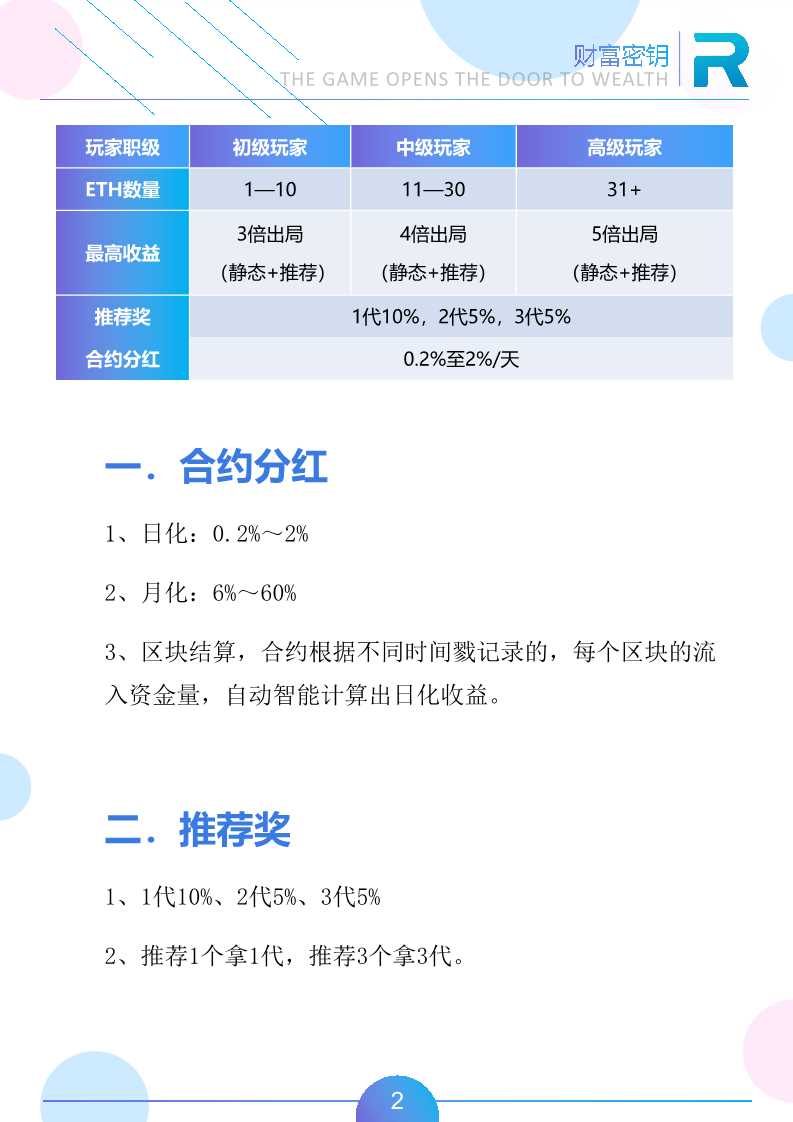 财富密钥
THE GAME OPENS THE DOOR TO WEALTH
玩家职级 初级玩家 中级玩家 高级玩家
ETH数量 1—10 11—30 31+
最高收益 3倍出局 4倍出局 5倍出局
（静态+推荐） （静态+推荐） （静态+推荐）
推荐奖 1代10%，2代5%，3代5%
合约分红 0.2%至2%/天
一．合约分红
1、日化：0.2%～2%
2、月化：6%～60%
3、区块结算，合约根据不同时间戳记录的，每个区块的流
入资金量，自动智能计算出日化收益。
二．推荐奖
1、1代10%、2代5%、3代5%
2、推荐1个拿1代，推荐3个拿3代。
2